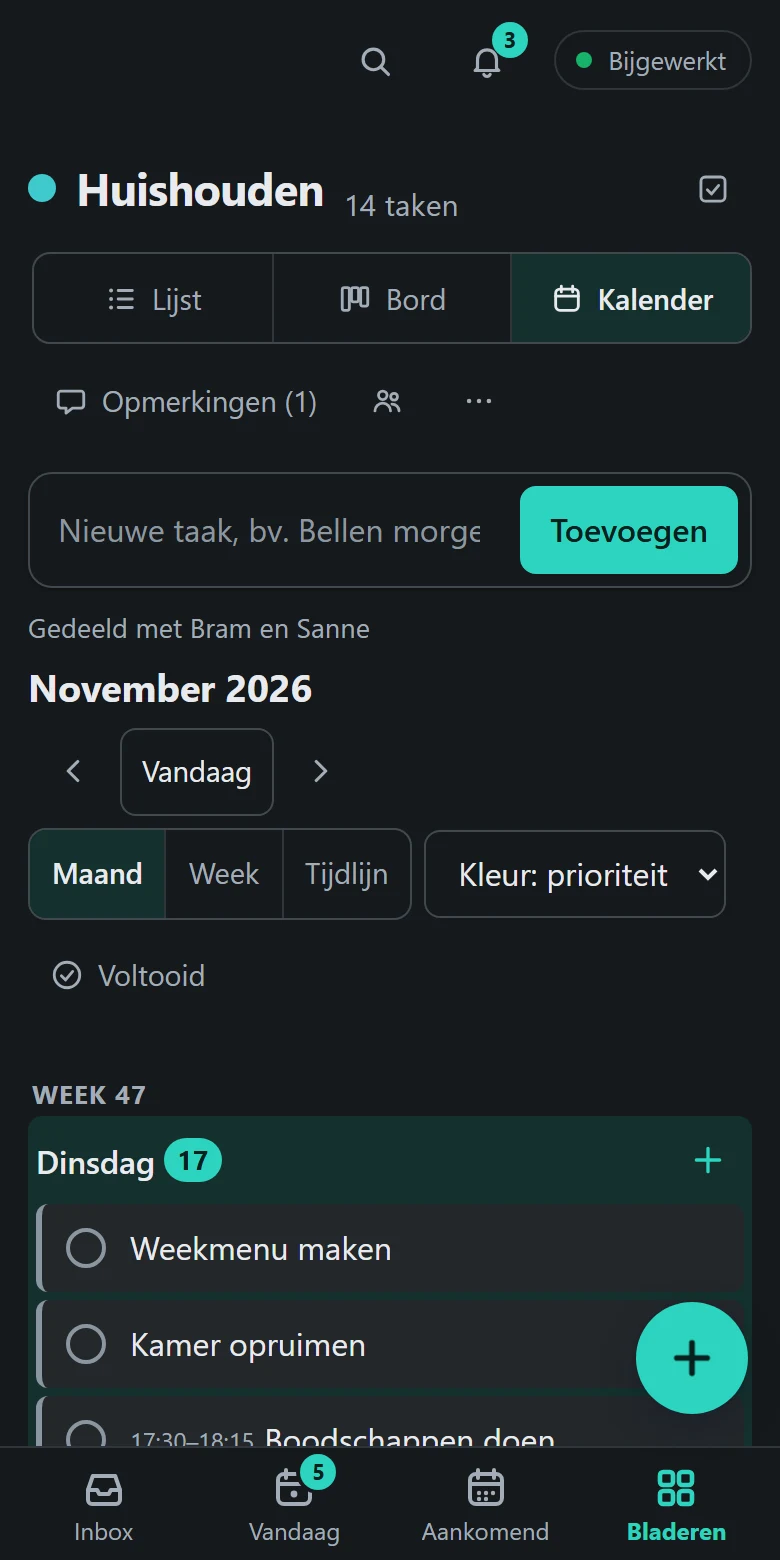 3
Bijgewerkt
Huishouden 14 taken
Lijst Bord Kalender
Opmerkingen (1)
Nieuwe taak, bv. Bellen morge Toevoegen
Gedeeld met Bram en Sanne
November 2026
Vandaag
Maand Week Tijdlijn Kleur: prioriteit
Voltooid
WEEK 47
Dinsdag 17
Weekmenu maken
Kamer opruimen
17:30–18:15 Boodschappen doen
5
Inbox Vandaag Aankomend Bladeren